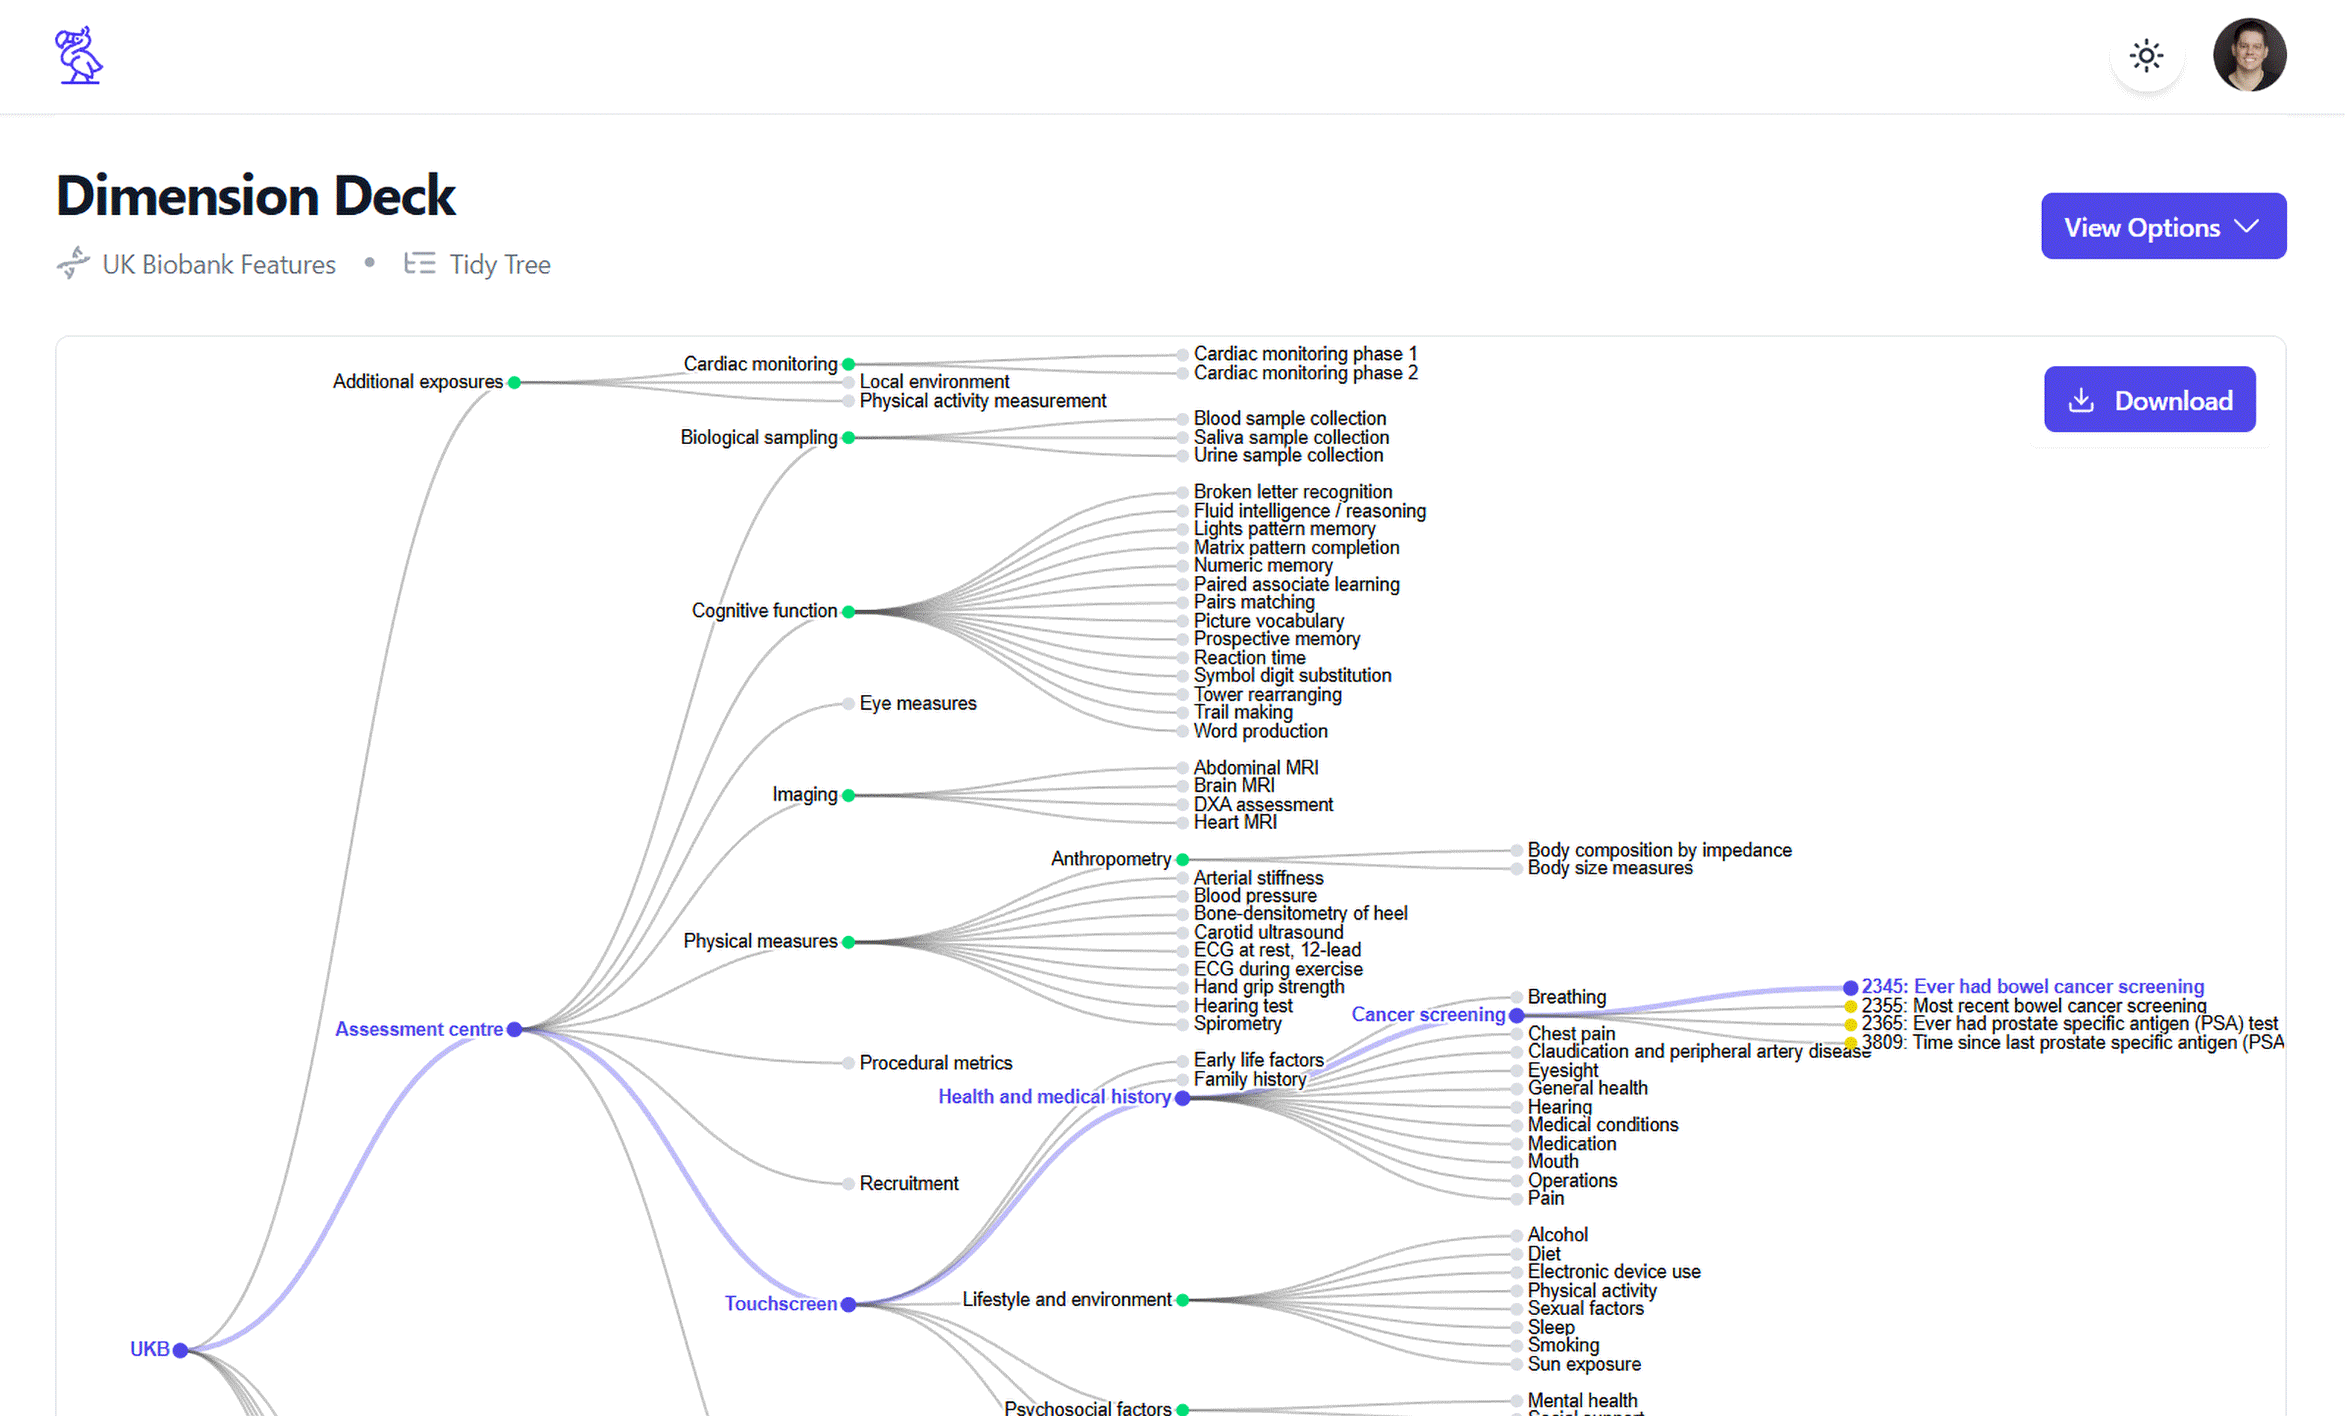 Dimension Deck
UK Biobank Features • Tidy Tree
View Options
Download
Additional exposures
Cardiac monitoring
Cardiac monitoring phase 1
Cardiac monitoring phase 2
Local environment
Physical activity measurement
Biological sampling
Blood sample collection
Saliva sample collection
Urine sample collection
Cognitive function
Broken letter recognition
Fluid intelligence / reasoning
Lights pattern memory
Matrix pattern completion
Numeric memory
Paired associate learning
Pairs matching
Picture vocabulary
Prospective memory
Reaction time
Symbol digit substitution
Tower rearranging
Trail making
Word production
Eye measures
Imaging
Abdominal MRI
Brain MRI
DXA assessment
Heart MRI
Physical measures
Anthropometry
Body composition by impedance
Body size measures
Arterial stiffness
Blood pressure
Bone-densitometry of heel
Carotid ultrasound
ECG at rest, 12-lead
ECG during exercise
Hand grip strength
Hearing test
Spirometry
Assessment centre
Procedural metrics
Recruitment
Touchscreen
Early life factors
Family history
Health and medical history
Breathing
Cancer screening
2345: Ever had bowel cancer screening
2355: Most recent bowel cancer screening
2365: Ever had prostate specific antigen (PSA) test
3809: Time since last prostate specific antigen (PSA
Chest pain
Claudication and peripheral artery disease
Eyesight
General health
Hearing
Medical conditions
Medication
Mouth
Operations
Pain
Lifestyle and environment
Alcohol
Diet
Electronic device use
Physical activity
Sexual factors
Sleep
Smoking
Sun exposure
UKB
Psychosocial factors
Mental health